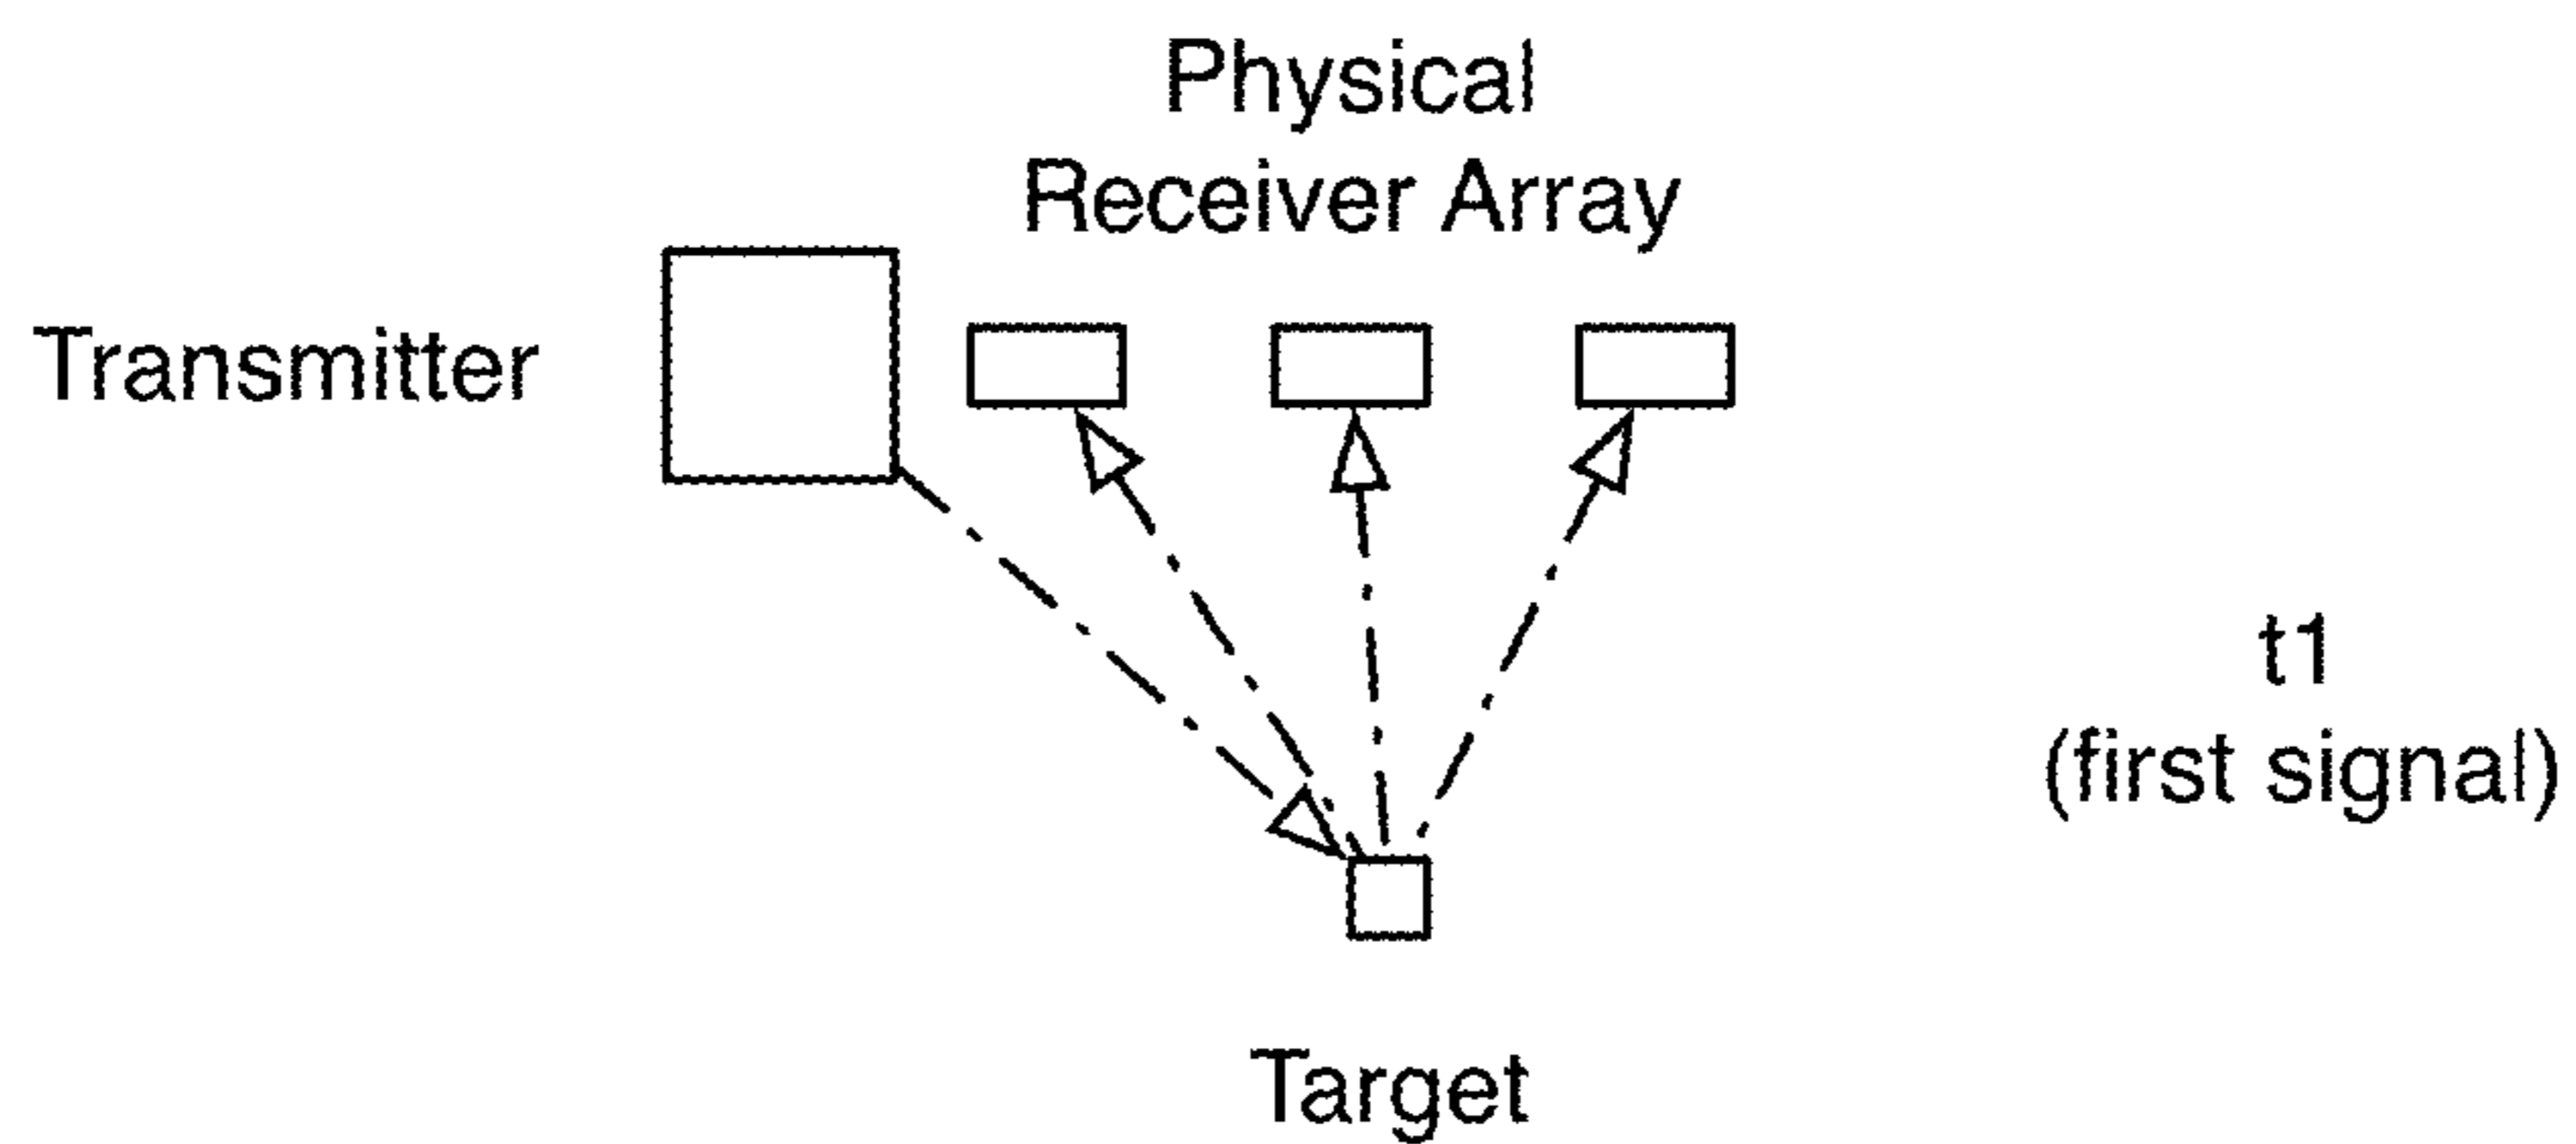 Physical
Receiver Array
Transmitter
t1
(first signal)
Target